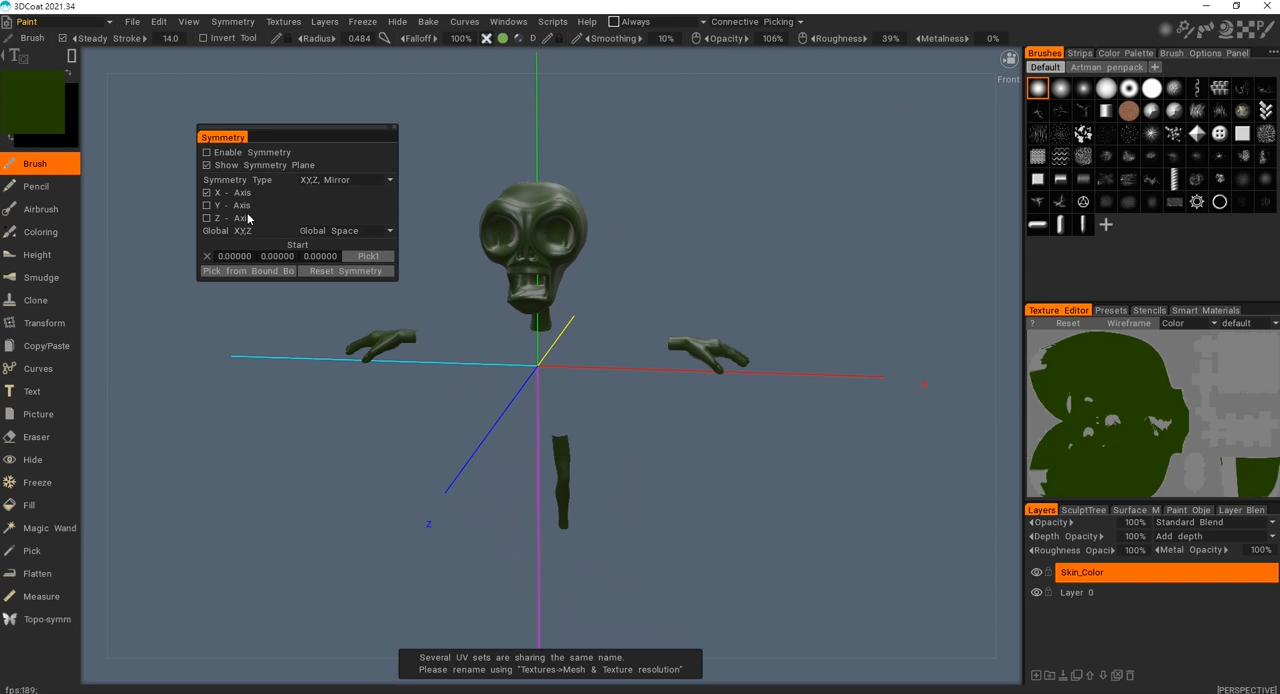 3DCoat 2021.34
Paint File Edit View Symmetry Textures Layers Freeze Hide Bake Curves Windows Scripts Help Always Connective Picking
Brush Steady Stroke 14.0 Invert Tool Radius 0.484 Falloff 100% D Smoothing 10% Opacity 106% Roughness 39% Metalness 0%
Front
Brush
Pencil
Airbrush
Coloring
Height
Smudge
Clone
Transform
Copy/Paste
Curves
Text
Picture
Eraser
Hide
Freeze
Fill
Magic Wand
Pick
Flatten
Measure
Topo-symm
Symmetry
Enable Symmetry
Show Symmetry Plane
Symmetry Type X,Y,Z, Mirror
X - Axis
Y - Axis
Z - Axis
Global X,Y,Z Global Space
Start
0.00000 0.00000 0.00000 Pick1
Pick from Bound Bo Reset Symmetry
X
Z
Several UV sets are sharing the same name.
Please rename using "Textures->Mesh & Texture resolution"
Brushes Strips Color Palette Brush Options Panel
Default Artman penpack
Texture Editor Presets Stencils Smart Materials
? Reset Wireframe Color default
Layers SculptTree Surface M Paint Obje Layer Blen
Opacity 100% Standard Blend
Depth Opacity 100% Add depth
Roughness Opaci 100% Metal Opacity 100%
Skin_Color
Layer 0
fps:189; [PERSPECTIVE]